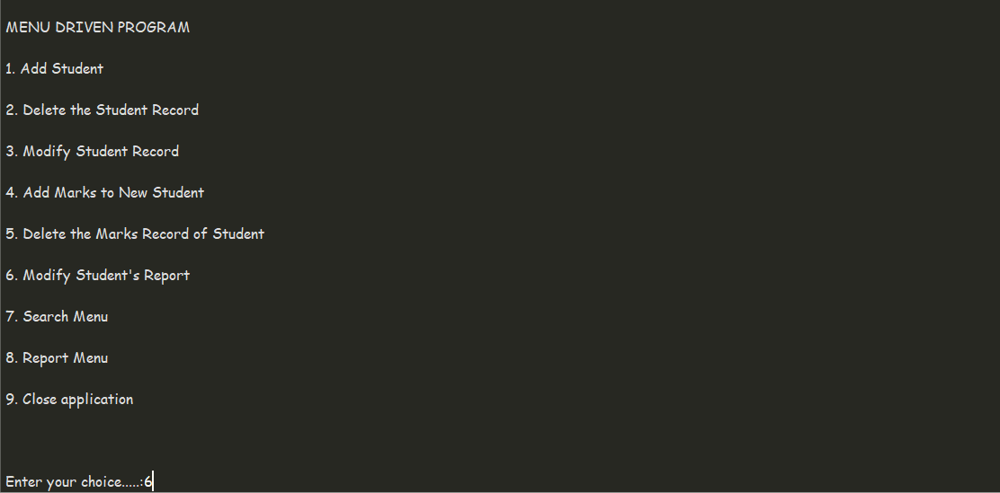 MENU DRIVEN PROGRAM
1. Add Student
2. Delete the Student Record
3. Modify Student Record
4. Add Marks to New Student
5. Delete the Marks Record of Student
6. Modify Student's Report
7. Search Menu
8. Report Menu
9. Close application
Enter your choice.....:6